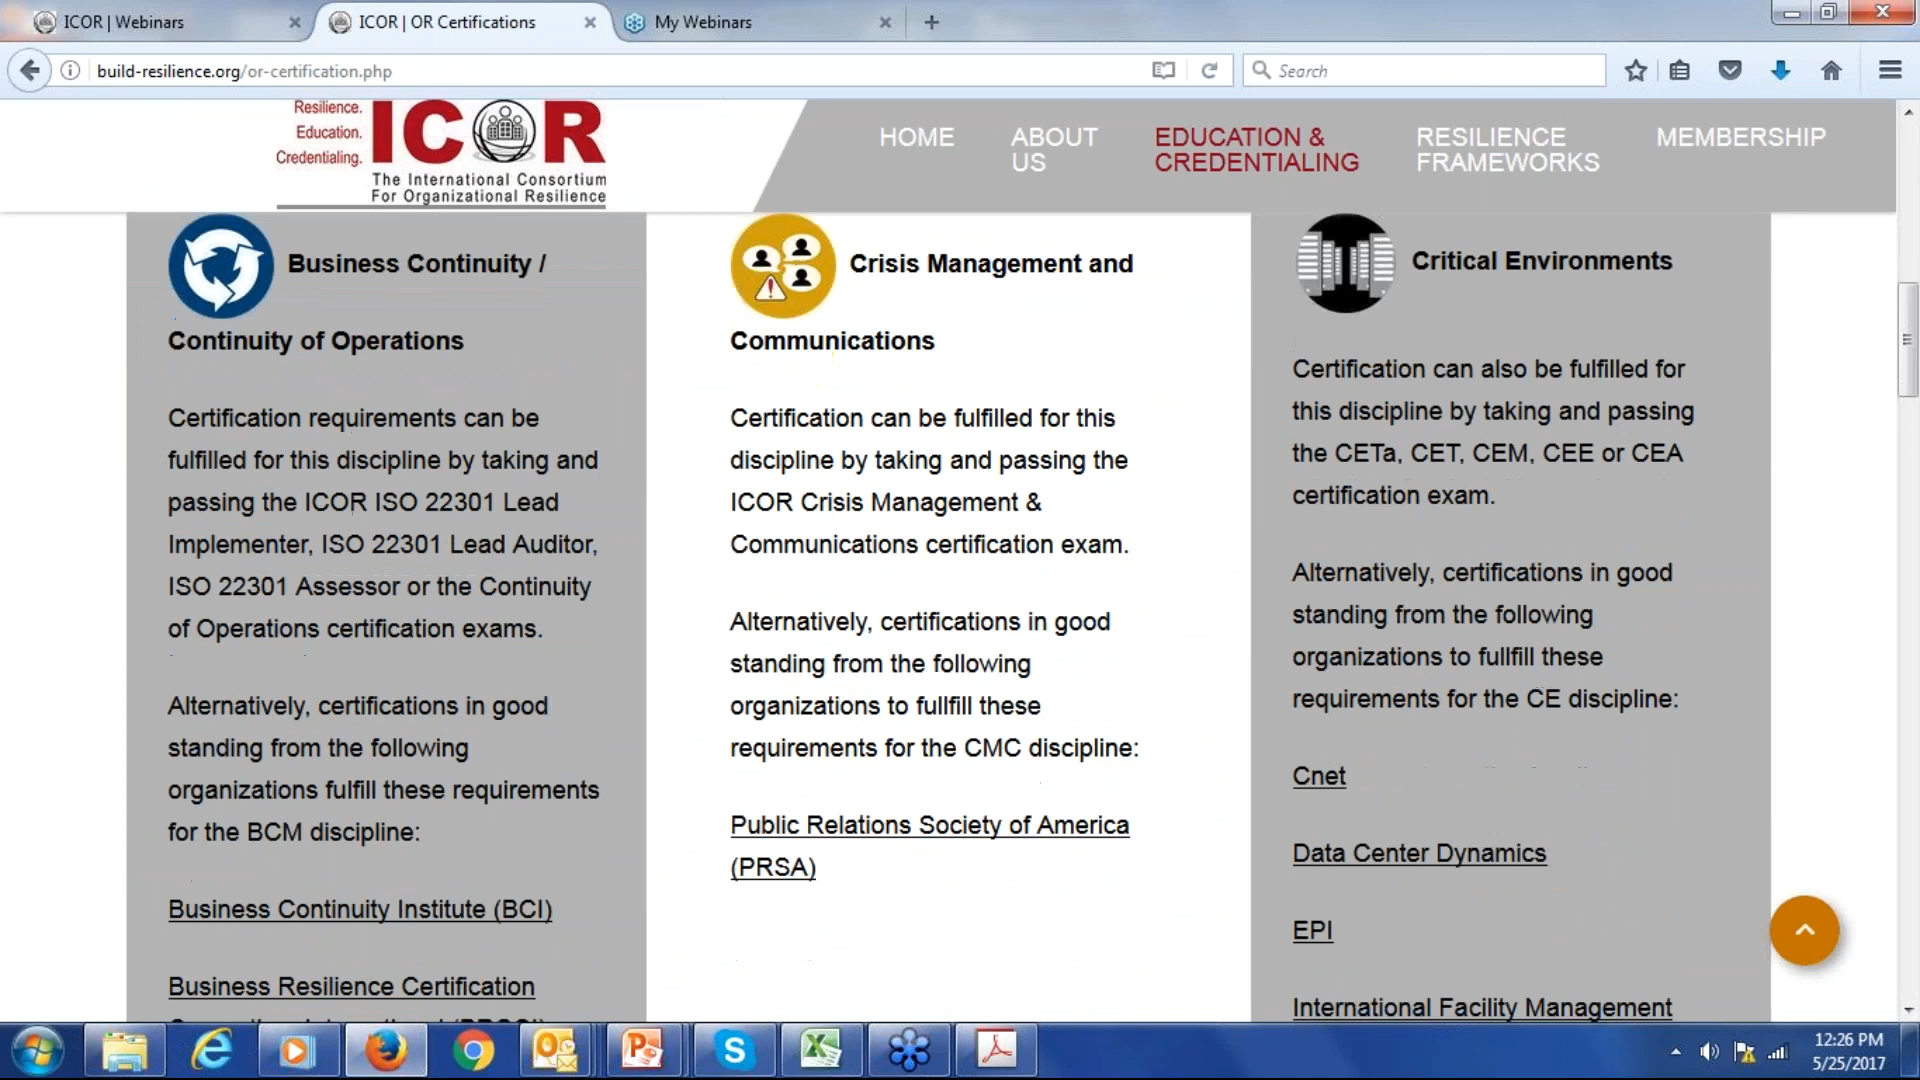 ICOR | Webinars
ICOR | OR Certifications
My Webinars
build-resilience.org/or-certification.php
Search
Resilience.
Education.
Credentialing.
ICOR
The International Consortium
For Organizational Resilience
HOME
ABOUT
US
EDUCATION &
CREDENTIALING
RESILIENCE
FRAMEWORKS
MEMBERSHIP
Business Continuity /
Continuity of Operations
Certification requirements can be
fulfilled for this discipline by taking and
passing the ICOR ISO 22301 Lead
Implementer, ISO 22301 Lead Auditor,
ISO 22301 Assessor or the Continuity
of Operations certification exams.
Alternatively, certifications in good
standing from the following
organizations fulfill these requirements
for the BCM discipline:
Business Continuity Institute (BCI)
Business Resilience Certification
Crisis Management and
Communications
Certification can be fulfilled for this
discipline by taking and passing the
ICOR Crisis Management &
Communications certification exam.
Alternatively, certifications in good
standing from the following
organizations to fullfill these
requirements for the CMC discipline:
Public Relations Society of America
(PRSA)
Critical Environments
Certification can also be fulfilled for
this discipline by taking and passing
the CETa, CET, CEM, CEE or CEA
certification exam.
Alternatively, certifications in good
standing from the following
organizations to fullfill these
requirements for the CE discipline:
Cnet
Data Center Dynamics
EPI
International Facility Management
12:26 PM
5/25/2017